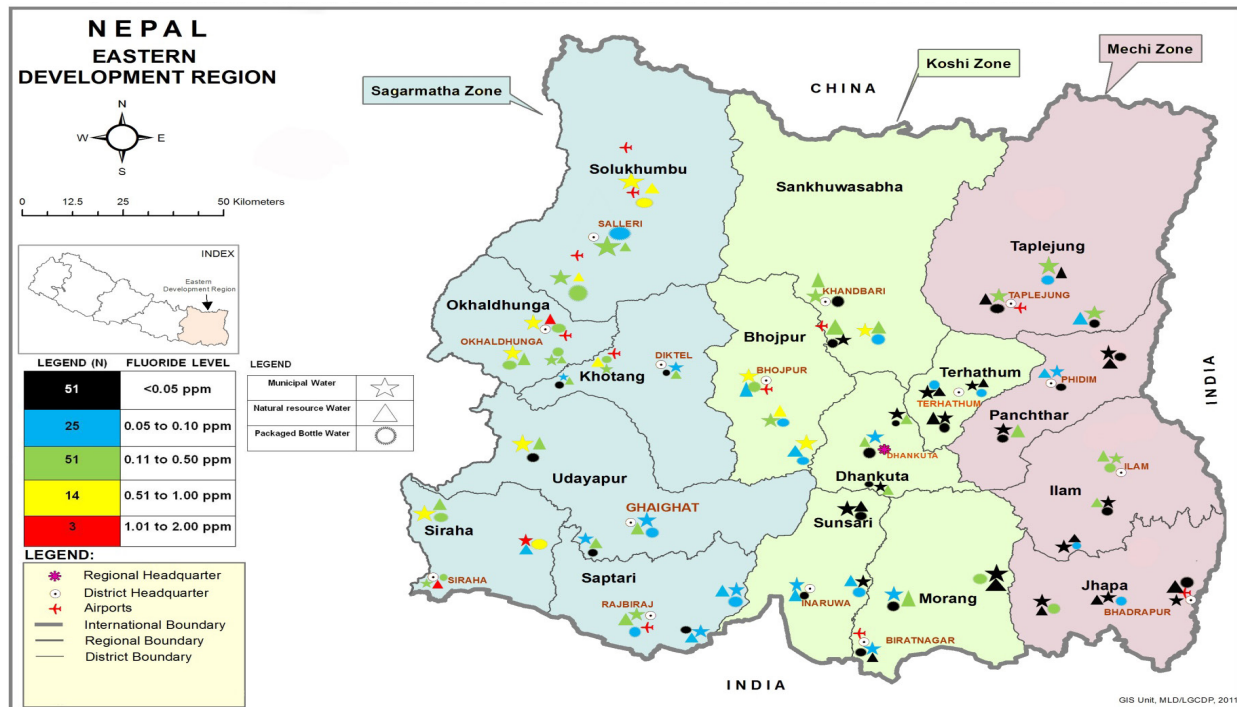 NEPAL
EASTERN
DEVELOPMENT REGION
N
W E
S
0 12.5 25 50 Kilometers
INDEX
Eastern
Development Region
LEGEND (N) FLUORIDE LEVEL
51 <0.05 ppm
25 0.05 to 0.10 ppm
51 0.11 to 0.50 ppm
14 0.51 to 1.00 ppm
3 1.01 to 2.00 ppm
LEGEND
Municipal Water
Natural resource Water
Packaged Bottle Water
LEGEND:
Regional Headquarter
District Headquarter
Airports
International Boundary
Regional Boundary
District Boundary
Sagarmatha Zone
Koshi Zone
Mechi Zone
CHINA
Solukhumbu
SALLERI
Okhaldhunga
OKHALDHUNGA
Khotang
DIKTEL
Udayapur
GHAIGHAT
Siraha
SIRAHA
Saptari
RAJBIRAJ
Sankhuwasabha
KHANDBARI
Bhojpur
BHOJPUR
Terhathum
TERHATHUM
DHANKUTA
Dhankuta
Sunsari
INARUWA
Morang
BIRATNAGAR
Taplejung
TAPLEJUNG
PHIDIM
Panchthar
ILAM
Ilam
Jhapa
BHADRAPUR
INDIA
INDIA
GIS Unit, MLD/LGCDP, 2011